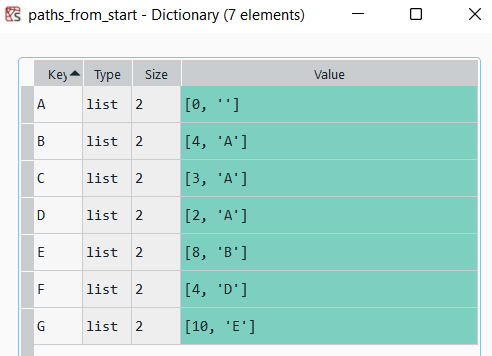 paths_from_start - Dictionary (7 elements)
Key Type Size Value
A list 2 [0, '']
B list 2 [4, 'A']
C list 2 [3, 'A']
D list 2 [2, 'A']
E list 2 [8, 'B']
F list 2 [4, 'D']
G list 2 [10, 'E']